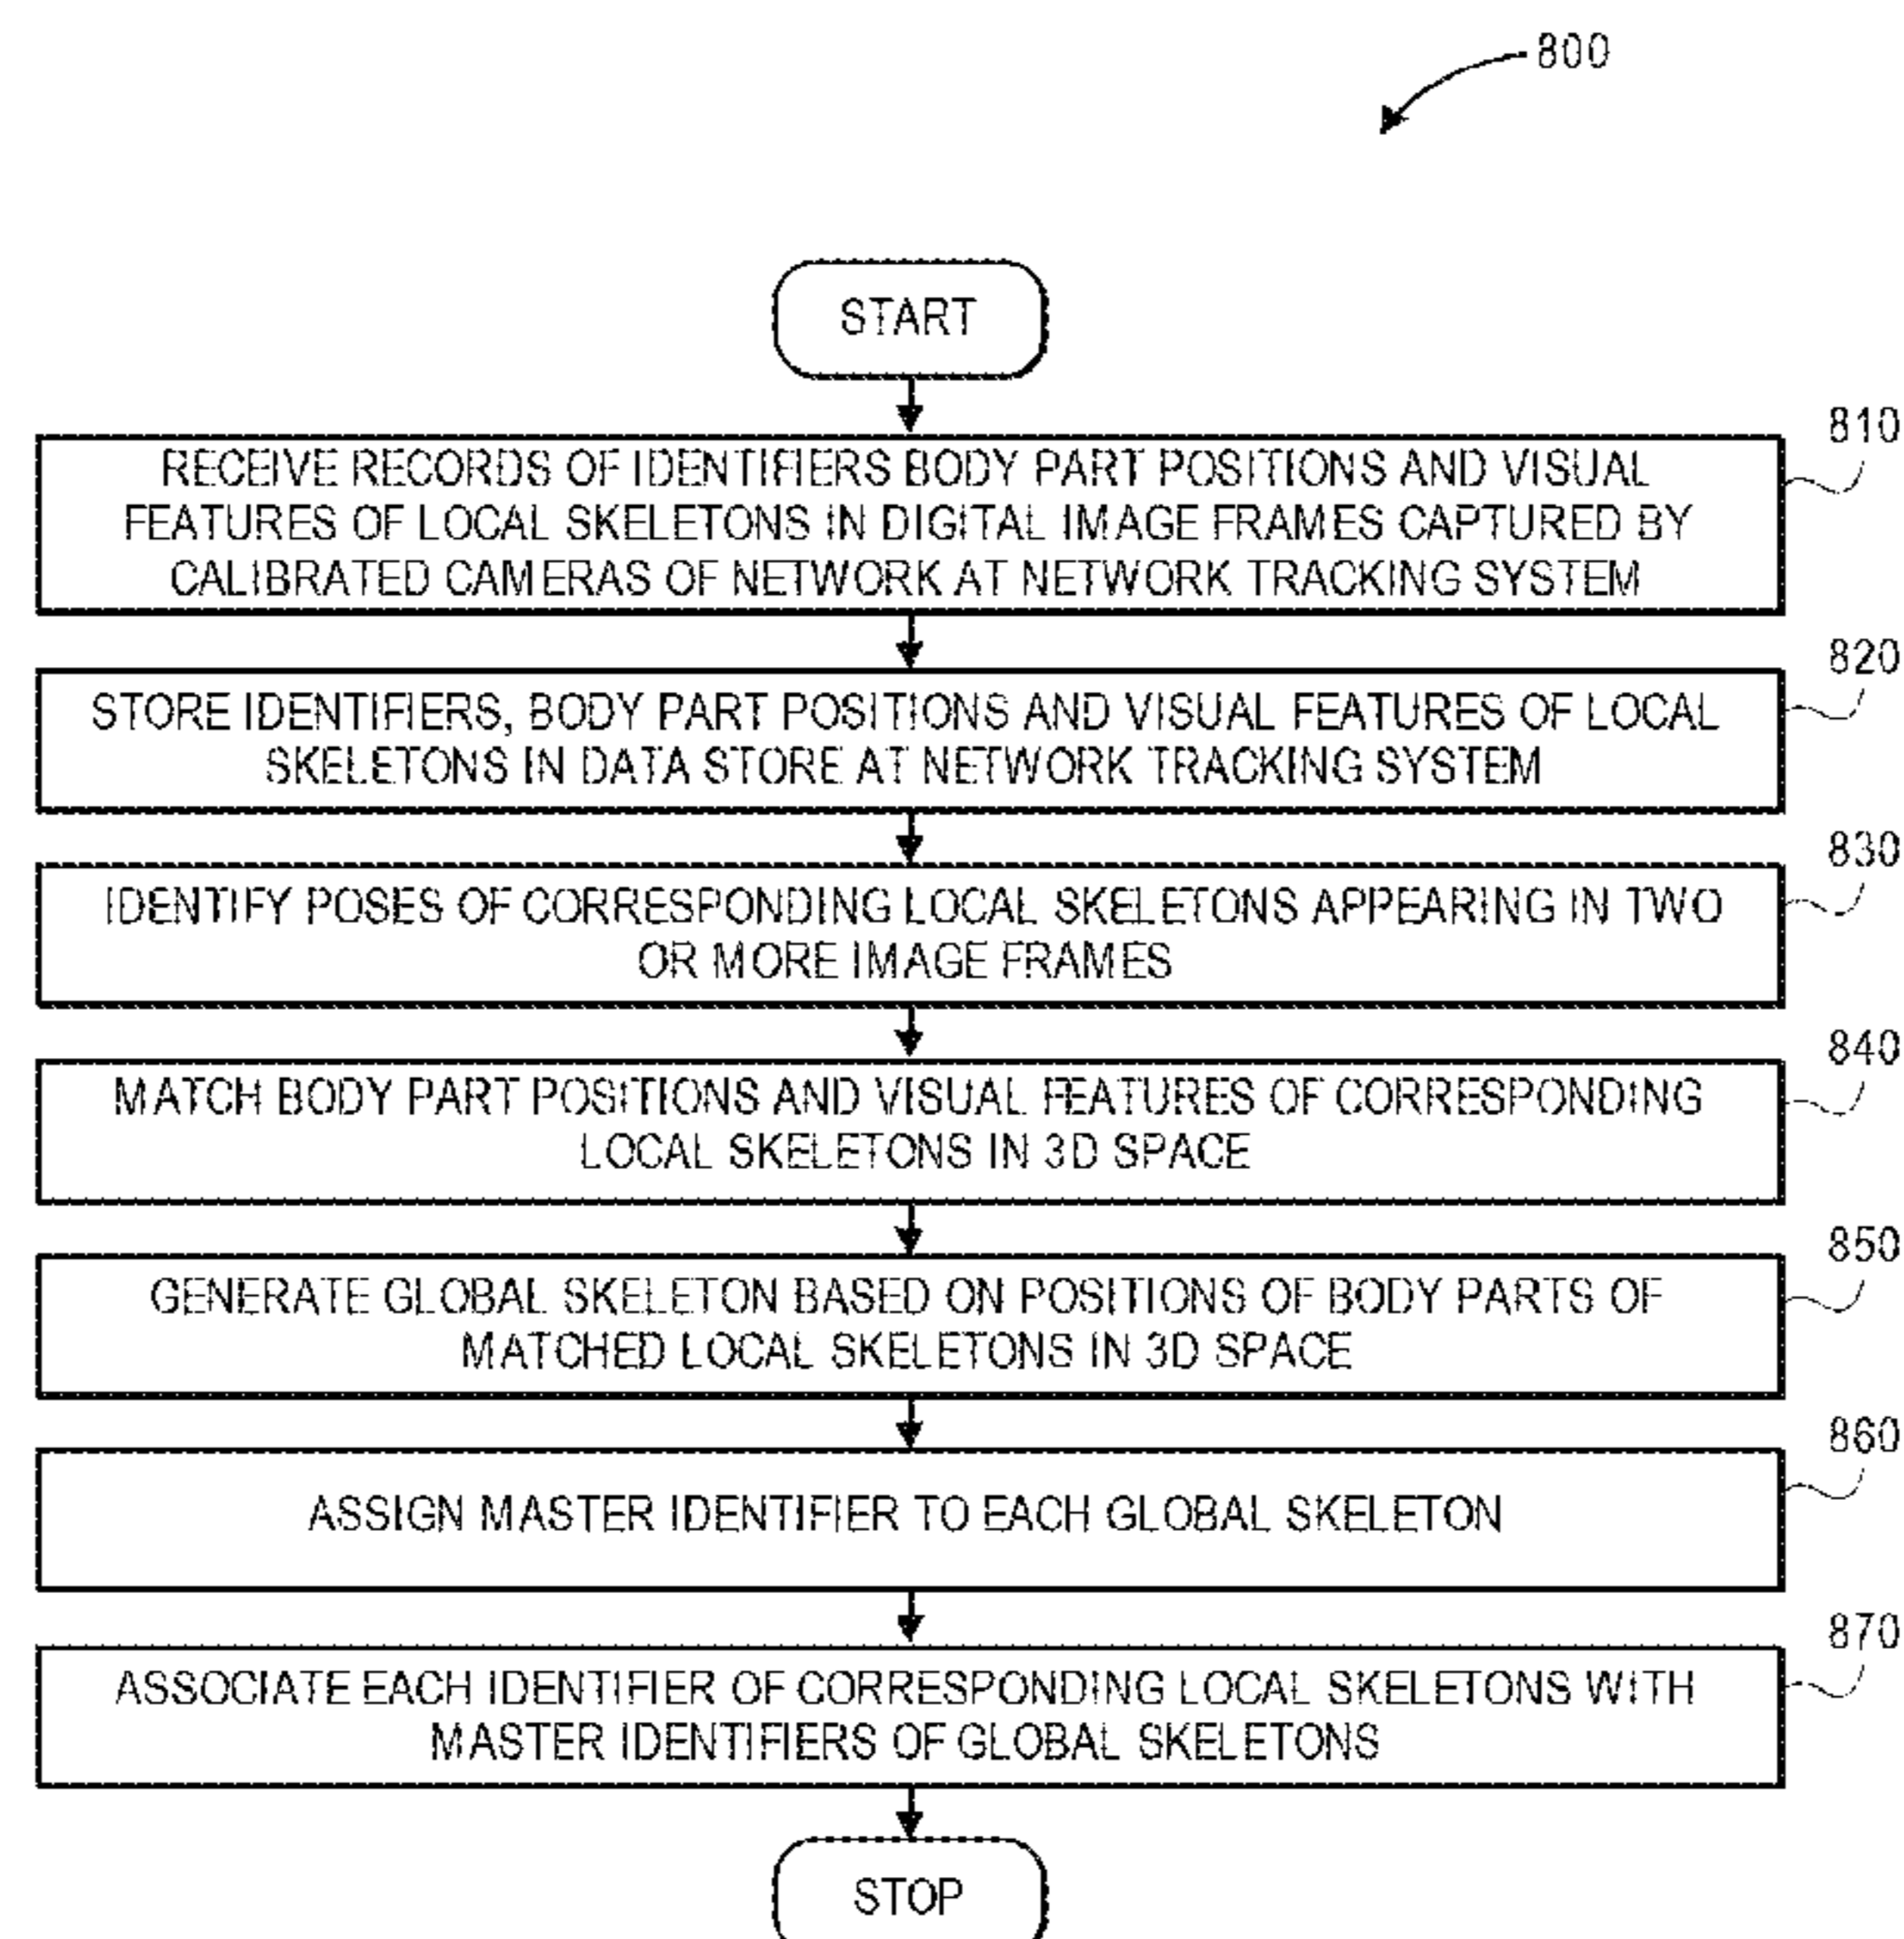 800
START
810
RECEIVE RECORDS OF IDENTIFIERS BODY PART POSITIONS AND VISUAL
FEATURES OF LOCAL SKELETONS IN DIGITAL IMAGE FRAMES CAPTURED BY
CALIBRATED CAMERAS OF NETWORK AT NETWORK TRACKING SYSTEM
820
STORE IDENTIFIERS, BODY PART POSITIONS AND VISUAL FEATURES OF LOCAL
SKELETONS IN DATA STORE AT NETWORK TRACKING SYSTEM
830
IDENTIFY POSES OF CORRESPONDING LOCAL SKELETONS APPEARING IN TWO
OR MORE IMAGE FRAMES
840
MATCH BODY PART POSITIONS AND VISUAL FEATURES OF CORRESPONDING
LOCAL SKELETONS IN 3D SPACE
850
GENERATE GLOBAL SKELETON BASED ON POSITIONS OF BODY PARTS OF
MATCHED LOCAL SKELETONS IN 3D SPACE
860
ASSIGN MASTER IDENTIFIER TO EACH GLOBAL SKELETON
870
ASSOCIATE EACH IDENTIFIER OF CORRESPONDING LOCAL SKELETONS WITH
MASTER IDENTIFIERS OF GLOBAL SKELETONS
STOP